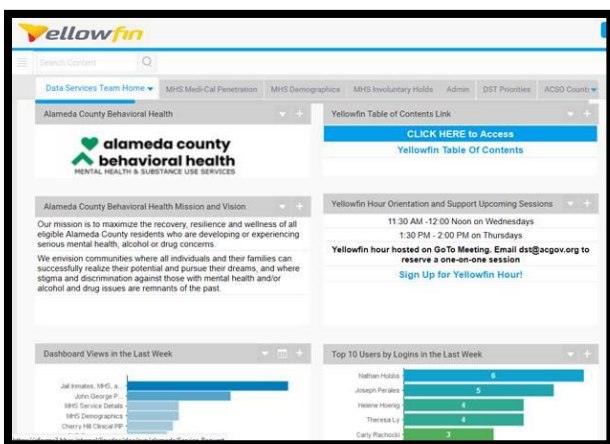 Yellowfin
Search Content
Data Services Team Home
MHS Medi-Cal Penetration
MHS Demographics
MHS Involuntary Holds
Admin
DST Priorities
ACSO County
Alameda County Behavioral Health
alameda county
behavioral health
MENTAL HEALTH & SUBSTANCE USE SERVICES
Yellowfin Table of Contents Link
CLICK HERE to Access
Yellowfin Table Of Contents
Alameda County Behavioral Health Mission and Vision
Our mission is to maximize the recovery, resilience and wellness of all
eligible Alameda County residents who are developing or experiencing
serious mental health, alcohol or drug concerns.
We envision communities where all individuals and their families can
successfully realize their potential and pursue their dreams, and where
stigma and discrimination against those with mental health and/or
alcohol and drug issues are remnants of the past.
Yellowfin Hour Orientation and Support Upcoming Sessions
11:30 AM -12:00 Noon on Wednesdays
1:30 PM - 2:00 PM on Thursdays
Yellowfin hour hosted on GoTo Meeting. Email dst@acgov.org to
reserve a one-on-one session
Sign Up for Yellowfin Hour!
Dashboard Views in the Last Week
Jail Inmates, MHS, a...
John George P...
MHS Service Details
MHS Demographics
Cherry Hill Clinical PIP
Top 10 Users by Logins in the Last Week
Nathan Hobbs 6
Joseph Perales 5
Helene Hoenig 4
Theresa Ly 4
Carly Rachocki 3